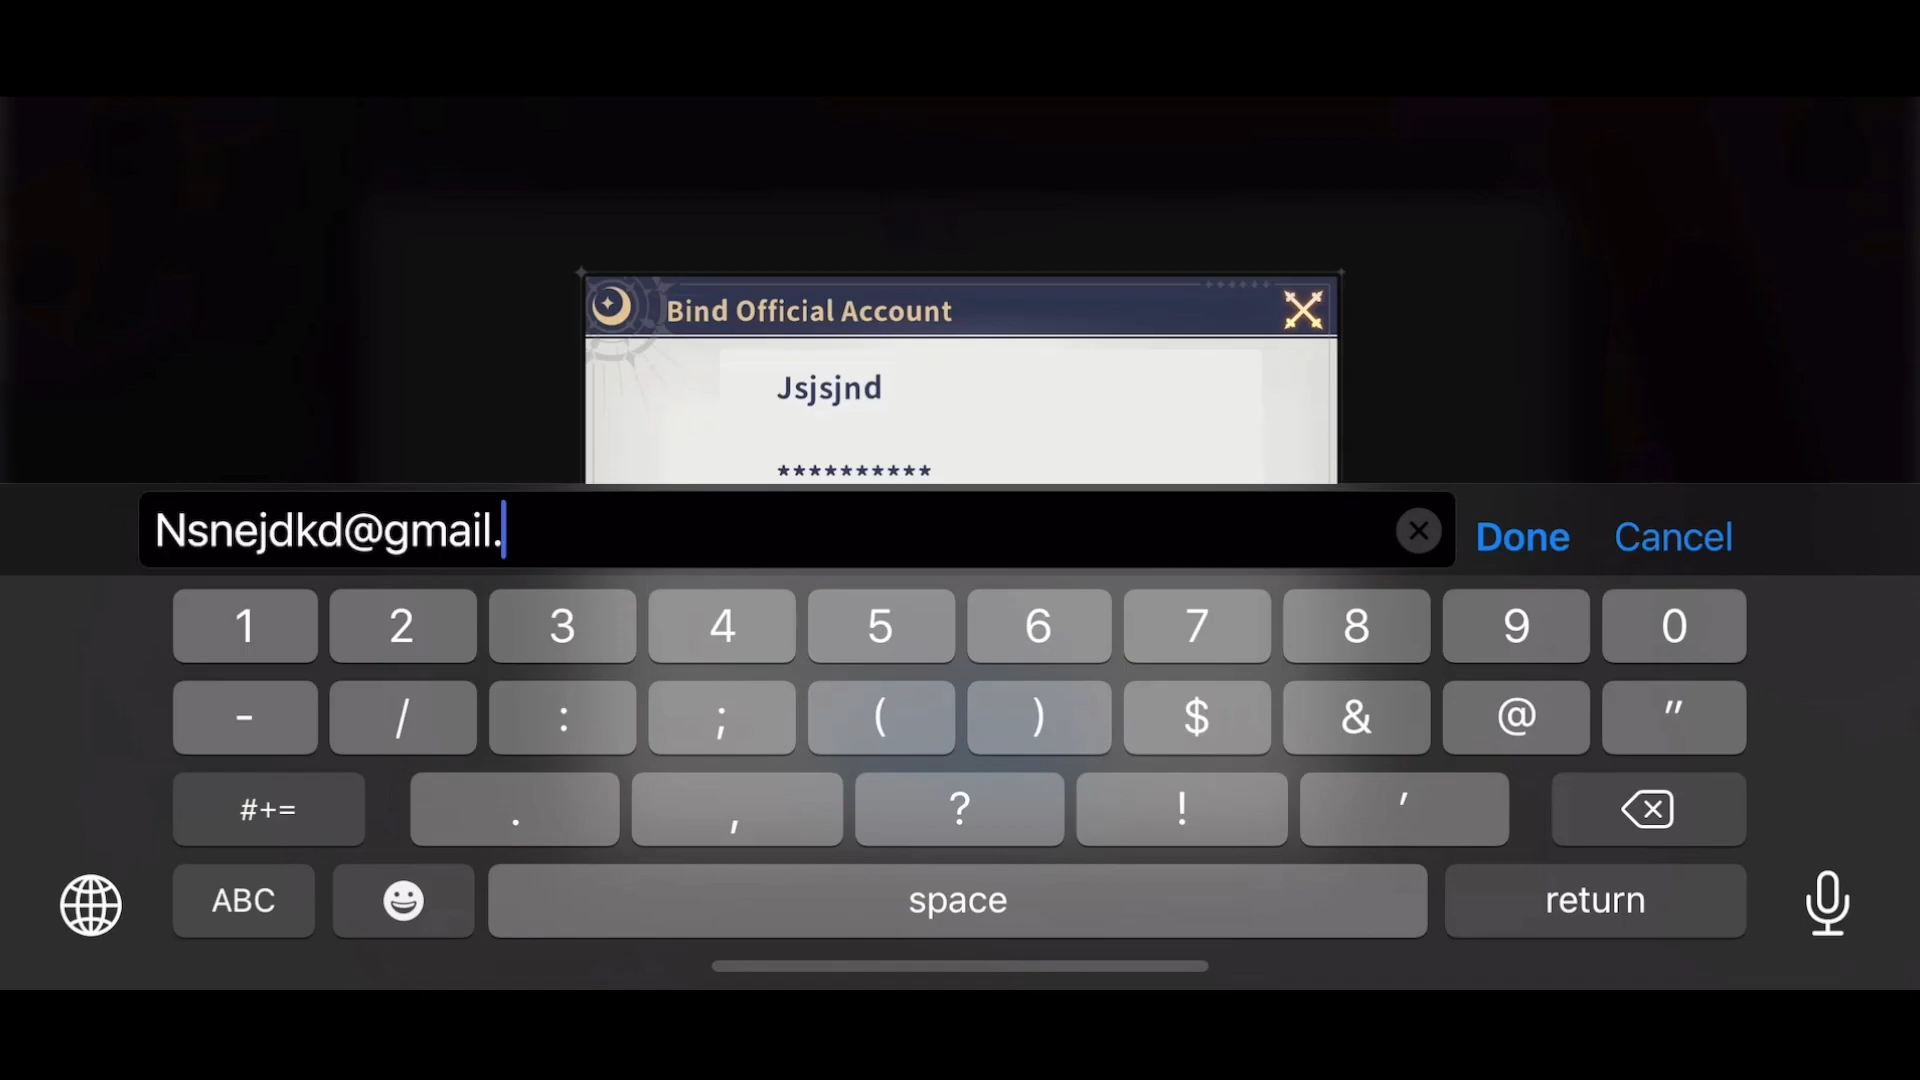 Bind Official Account
Jsjsjnd
**********
Nsnejdkd@gmail.
Done Cancel
1 2 3 4 5 6 7 8 9 0
- / : ; ( ) $ & @ "
#+= . , ? ! '
ABC space return